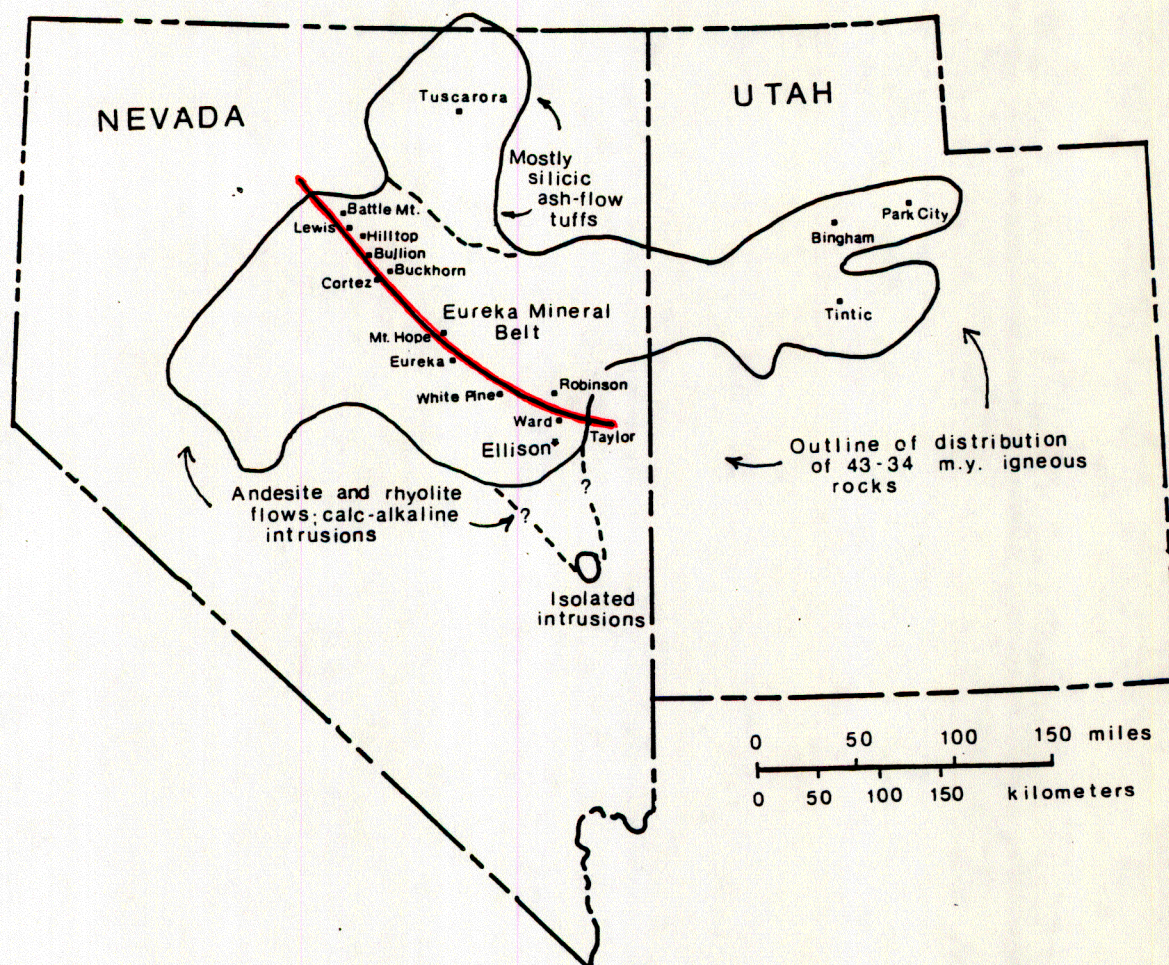 NEVADA
UTAH
Tuscarora
Mostly
silicic
ash-flow
tuffs
Battle Mt.
Lewis
Hilltop
Bullion
Buckhorn
Cortez
Park City
Bingham
Tintic
Eureka Mineral
Belt
Mt. Hope
Eureka
White Pine
Robinson
Ward
Taylor
Ellison
Outline of distribution
of 43-34 m.y. igneous
rocks
Andesite and rhyolite
flows; calc-alkaline
intrusions
?
?
Isolated
intrusions
0 50 100 150 miles
0 50 100 150 kilometers